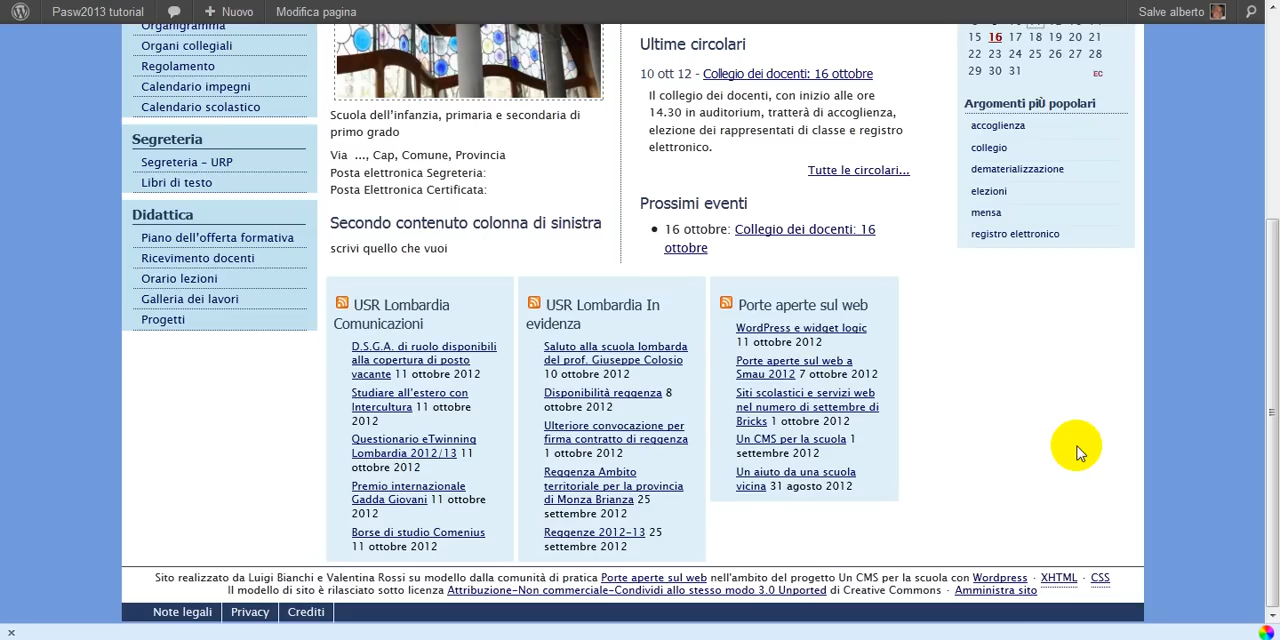 Pasw2013 tutorial
Nuovo
Modifica pagina
Salve alberto
Organigramma
Organi collegiali
Regolamento
Calendario impegni
Calendario scolastico
Segreteria
Segreteria – URP
Libri di testo
Didattica
Piano dell’offerta formativa
Ricevimento docenti
Orario lezioni
Galleria dei lavori
Progetti
Scuola dell’infanzia, primaria e secondaria di
primo grado
Via ..., Cap, Comune, Provincia
Posta elettronica Segreteria:
Posta Elettronica Certificata:
Secondo contenuto colonna di sinistra
scrivi quello che vuoi
Ultime circolari
10 ott 12 - Collegio dei docenti: 16 ottobre
Il collegio dei docenti, con inizio alle ore
14.30 in auditorium, tratterà di accoglienza,
elezione dei rappresentati di classe e registro
elettronico.
Tutte le circolari...
Prossimi eventi
16 ottobre: Collegio dei docenti: 16
ottobre
15 16 17 18 19 20 21
22 23 24 25 26 27 28
29 30 31 EC
Argomenti piÙ popolari
accoglienza
collegio
dematerializzazione
elezioni
mensa
registro elettronico
USR Lombardia
Comunicazioni
D.S.G.A. di ruolo disponibili
alla copertura di posto
vacante 11 ottobre 2012
Studiare all’estero con
Intercultura 11 ottobre
2012
Questionario eTwinning
Lombardia 2012/13 11
ottobre 2012
Premio internazionale
Gadda Giovani 11 ottobre
2012
Borse di studio Comenius
11 ottobre 2012
USR Lombardia In
evidenza
Saluto alla scuola lombarda
del prof. Giuseppe Colosio
10 ottobre 2012
Disponibilità reggenza 8
ottobre 2012
Ulteriore convocazione per
firma contratto di reggenza
1 ottobre 2012
Reggenza Ambito
territoriale per la provincia
di Monza Brianza 25
settembre 2012
Reggenze 2012-13 25
settembre 2012
Porte aperte sul web
WordPress e widget logic
11 ottobre 2012
Porte aperte sul web a
Smau 2012 7 ottobre 2012
Siti scolastici e servizi web
nel numero di settembre di
Bricks 1 ottobre 2012
Un CMS per la scuola 1
settembre 2012
Un aiuto da una scuola
vicina 31 agosto 2012
Sito realizzato da Luigi Bianchi e Valentina Rossi su modello dalla comunità di pratica Porte aperte sul web nell'ambito del progetto Un CMS per la scuola con Wordpress · XHTML · CSS
Il modello è rilasciato sotto licenza Attribuzione-Non commerciale-Condividi allo stesso modo 3.0 Unported di Creative Commons · Amministra sito
Note legali
Privacy
Crediti